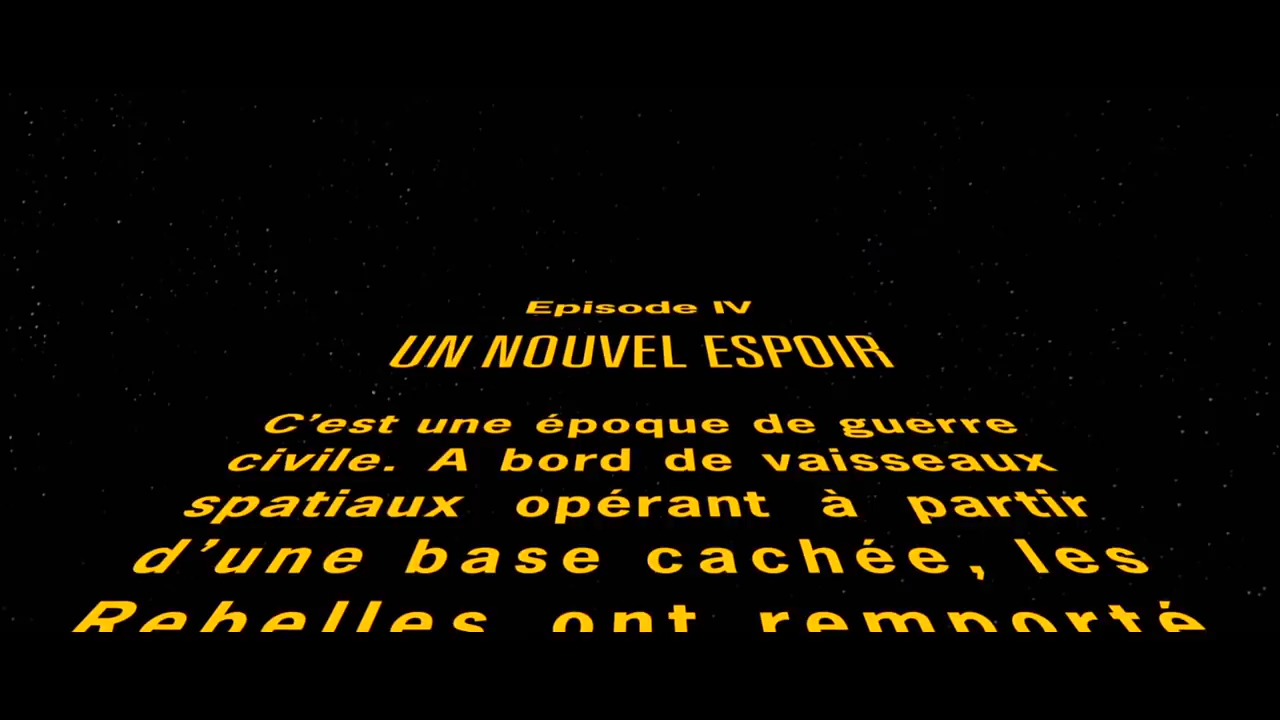 Episode IV
UN NOUVEL ESPOIR
C'est une époque de guerre
civile. A bord de vaisseaux
spatiaux opérant à partir
d'une base cachée, les
Rebelles ont remporté